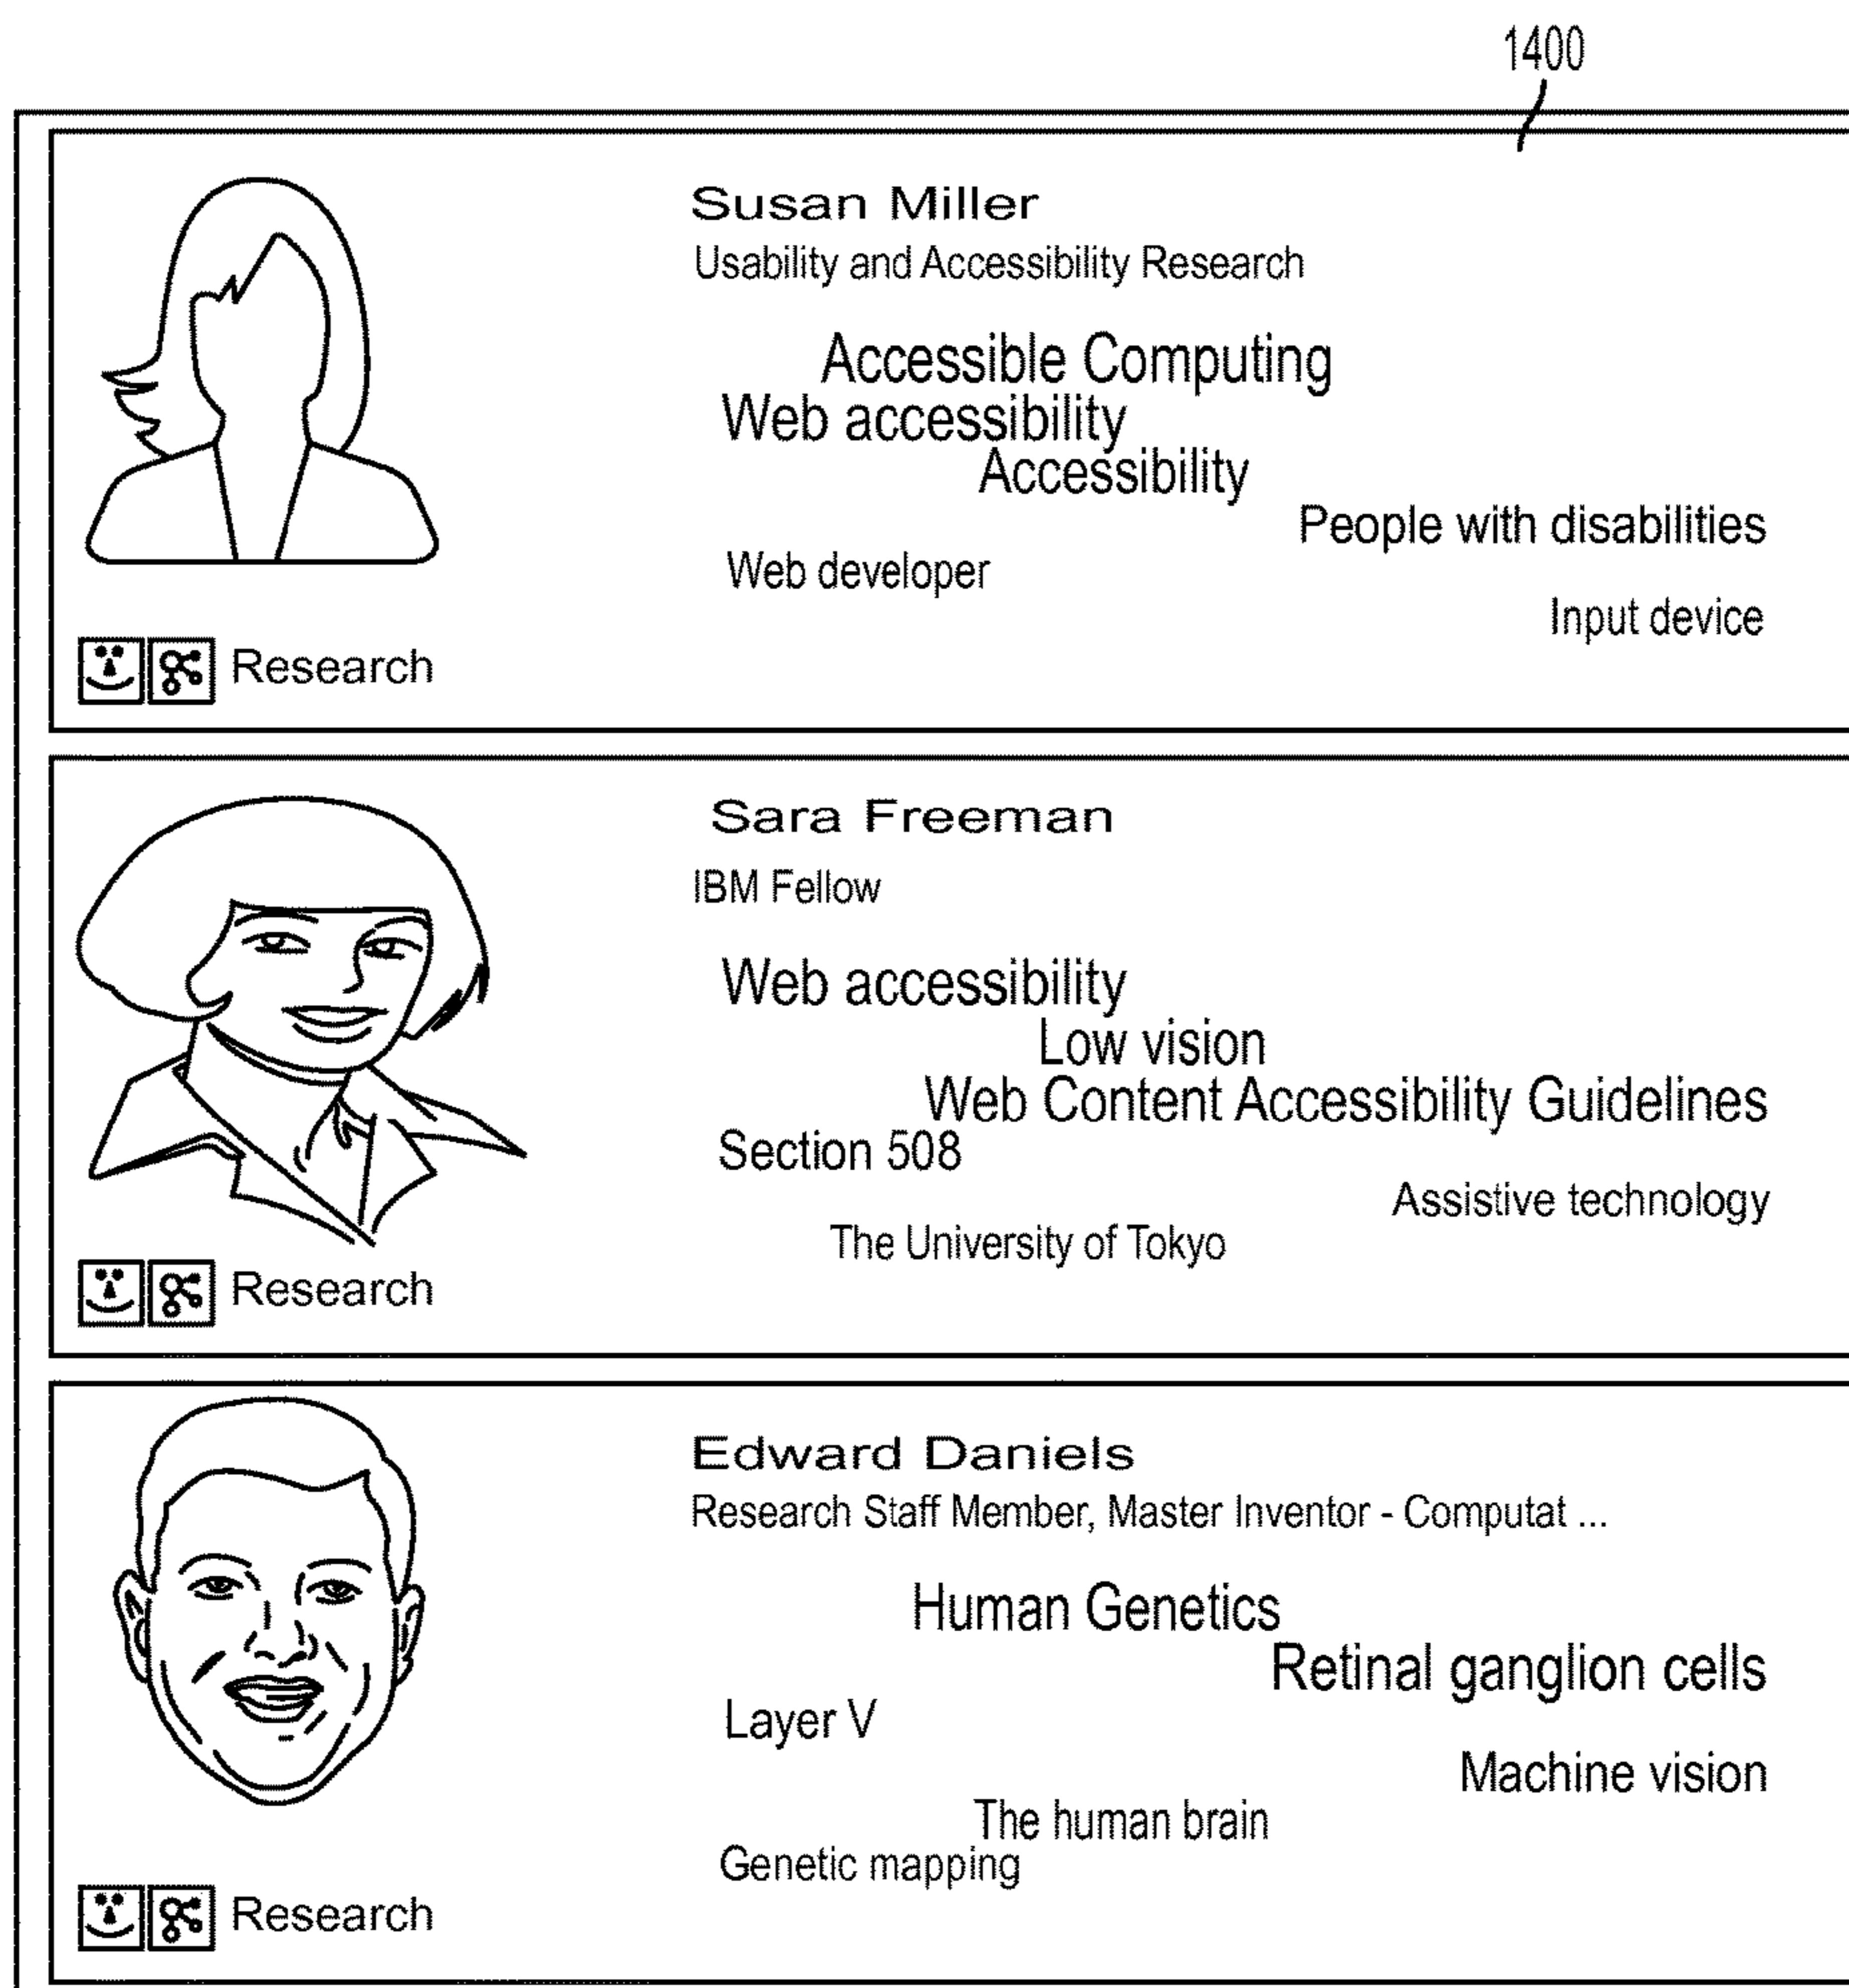 1400
Susan Miller
Usability and Accessibility Research
Accessible Computing
Web accessibility
Accessibility
People with disabilities
Web developer
Input device
Research
Sara Freeman
IBM Fellow
Web accessibility
Low vision
Web Content Accessibility Guidelines
Section 508
Assistive technology
The University of Tokyo
Research
Edward Daniels
Research Staff Member, Master Inventor - Computat ...
Human Genetics
Retinal ganglion cells
Layer V
Machine vision
The human brain
Genetic mapping
Research